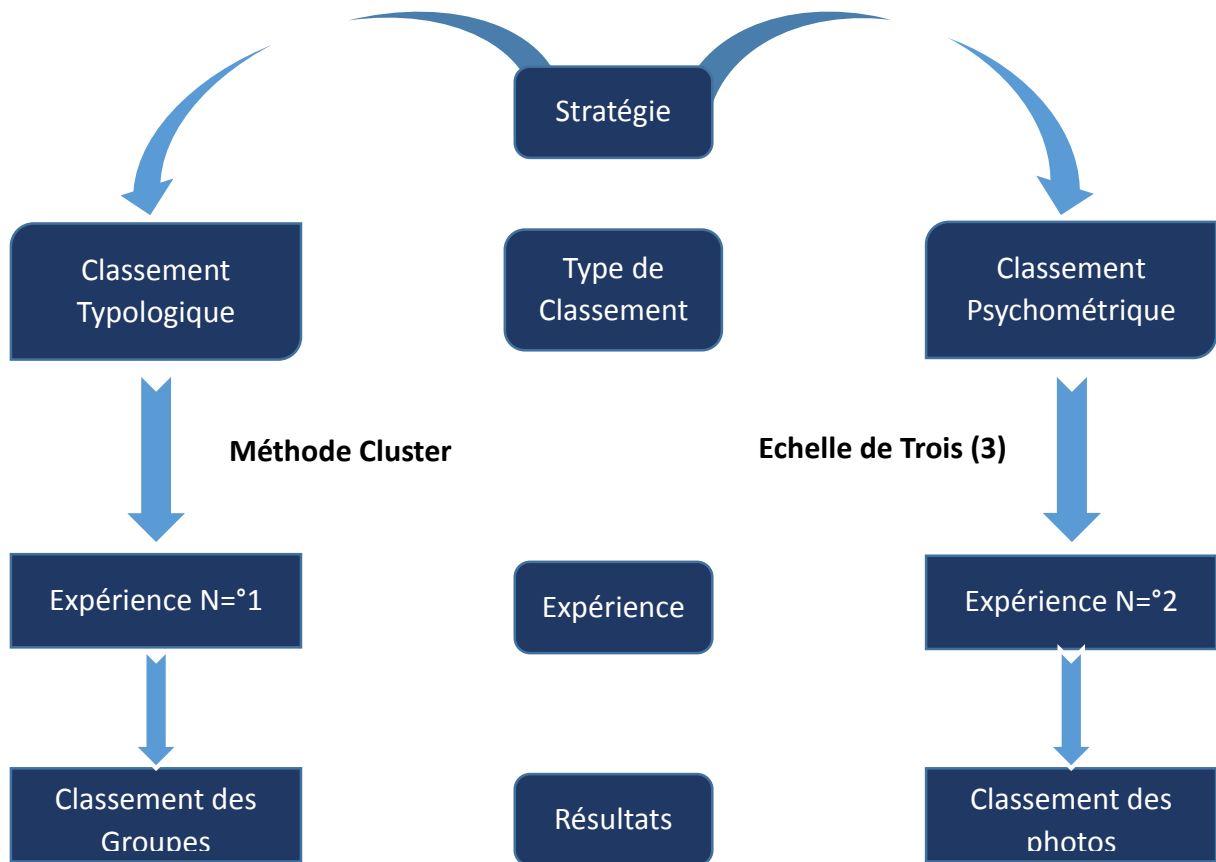 Stratégie
Classement
Typologique
Type de
Classement
Classement
Psychométrique
Méthode Cluster
Echelle de Trois (3)
Expérience N=°1
Expérience
Expérience N=°2
Classement des
Groupes
Résultats
Classement des
photos